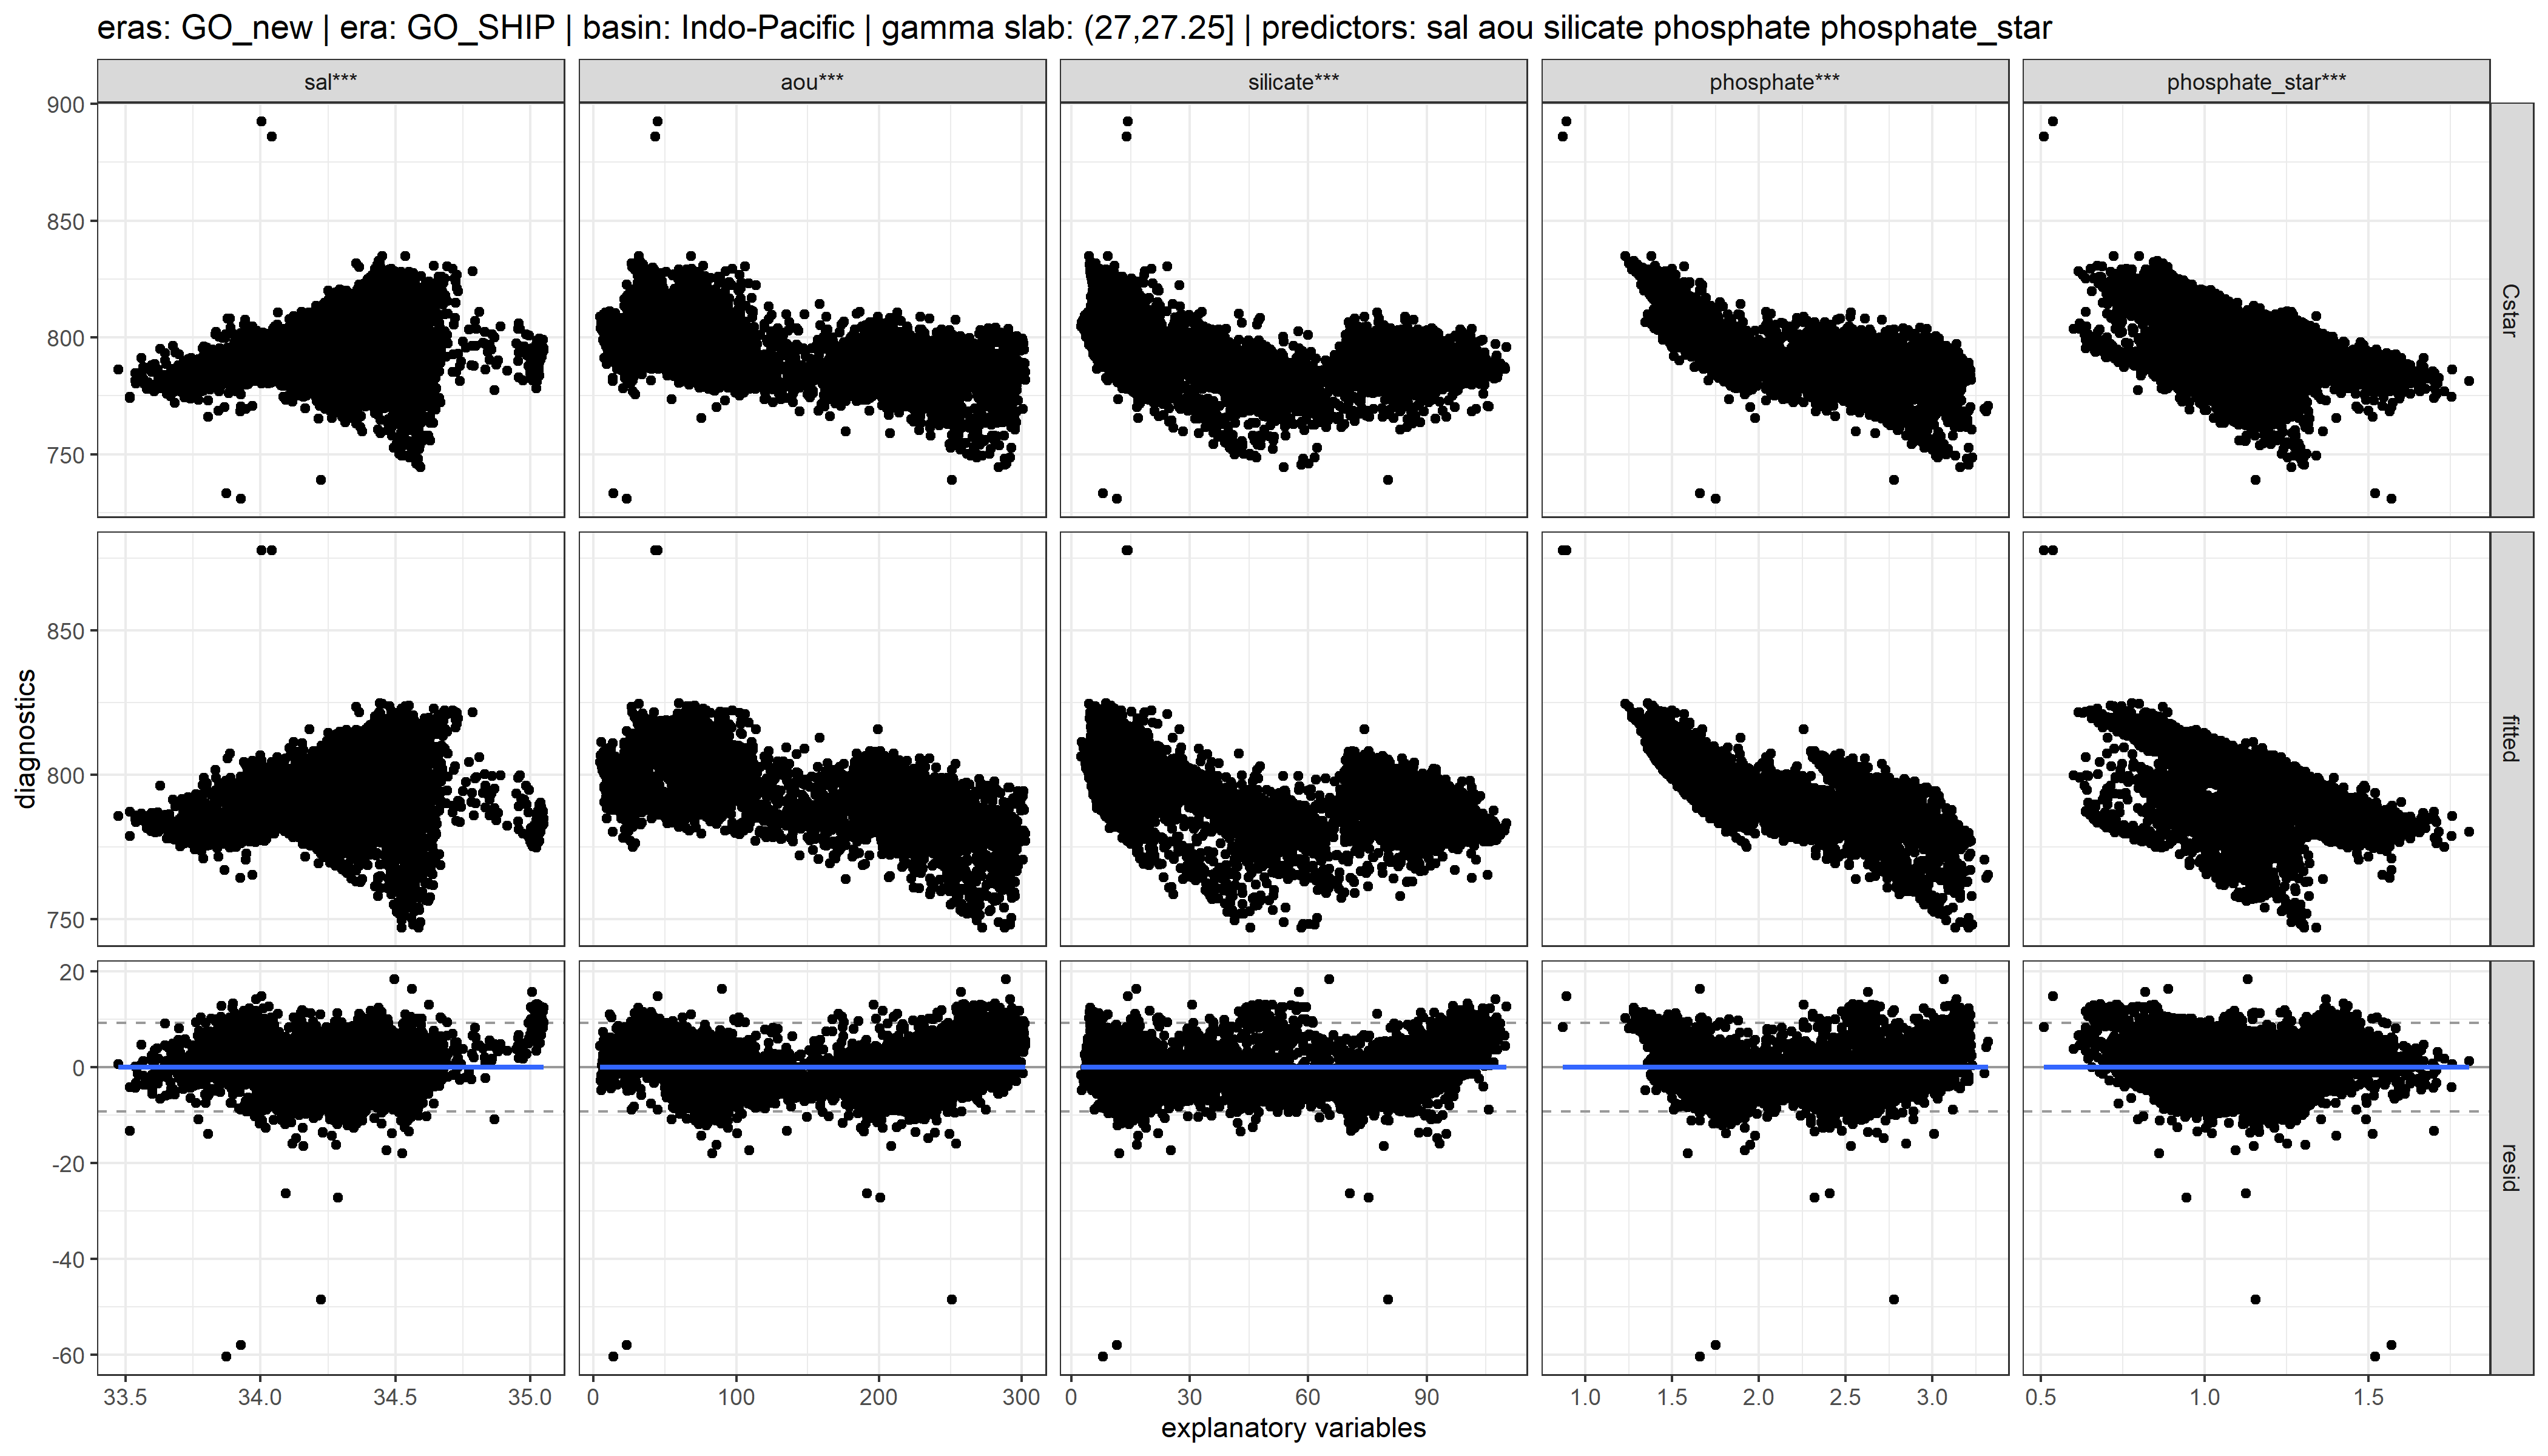 eras: GO_new | era: GO_SHIP | basin: Indo-Pacific | gamma slab: (27,27.25] | predictors: sal aou silicate phosphate phosphate_star
sal*** aou*** silicate*** phosphate*** phosphate_star***
900
850
800
750
Cstar
850
800
750
fitted
diagnostics
20
0
-20
-40
-60
resid
33.5 34.0 34.5 35.0 0 100 200 300 0 30 60 90 1.0 1.5 2.0 2.5 3.0 0.5 1.0 1.5
explanatory variables